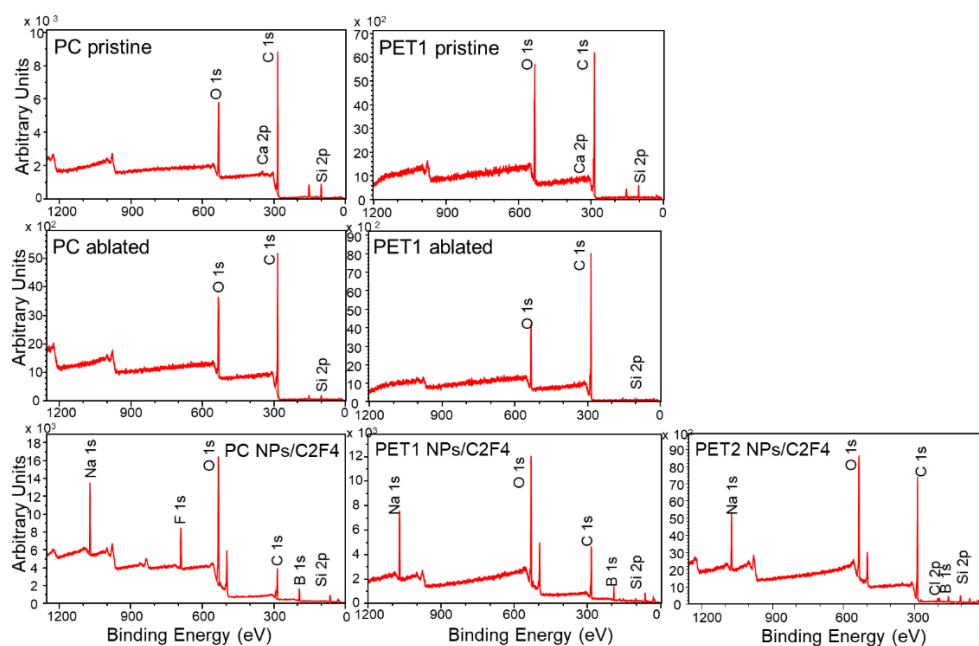 x 10³
PC pristine
Arbitrary Units
10
8
6
4
2
0
O 1s
Ca 2p
C 1s
Si 2p
1200 900 600 300 0
x 10²
PET1 pristine
70
60
50
40
30
20
10
O 1s
Ca 2p
C 1s
Si 2p
1200 900 600 300 0
x 10²
PC ablated
Arbitrary Units
50
40
30
20
10
0
O 1s
C 1s
Si 2p
1200 900 600 300 0
x 10²
PET1 ablated
90
80
70
60
50
40
30
20
10
O 1s
C 1s
Si 2p
1200 900 600 300 0
x 10³
PC NPs/C2F4
Arbitrary Units
18
16
14
12
10
8
6
4
2
0
Na 1s
F 1s
O 1s
C 1s
B 1s
Si 2p
1200 900 600 300 0
Binding Energy (eV)
x 10³
PET1 NPs/C2F4
12
10
8
6
4
2
0
Na 1s
O 1s
C 1s
B 1s
Si 2p
1200 900 600 300 0
Binding Energy (eV)
x 10²
PET2 NPs/C2F4
90
80
70
60
50
40
30
20
10
0
Na 1s
O 1s
C 1s
Cl 2p
B 1s
Si 2p
1200 900 600 300
Binding Energy (eV)